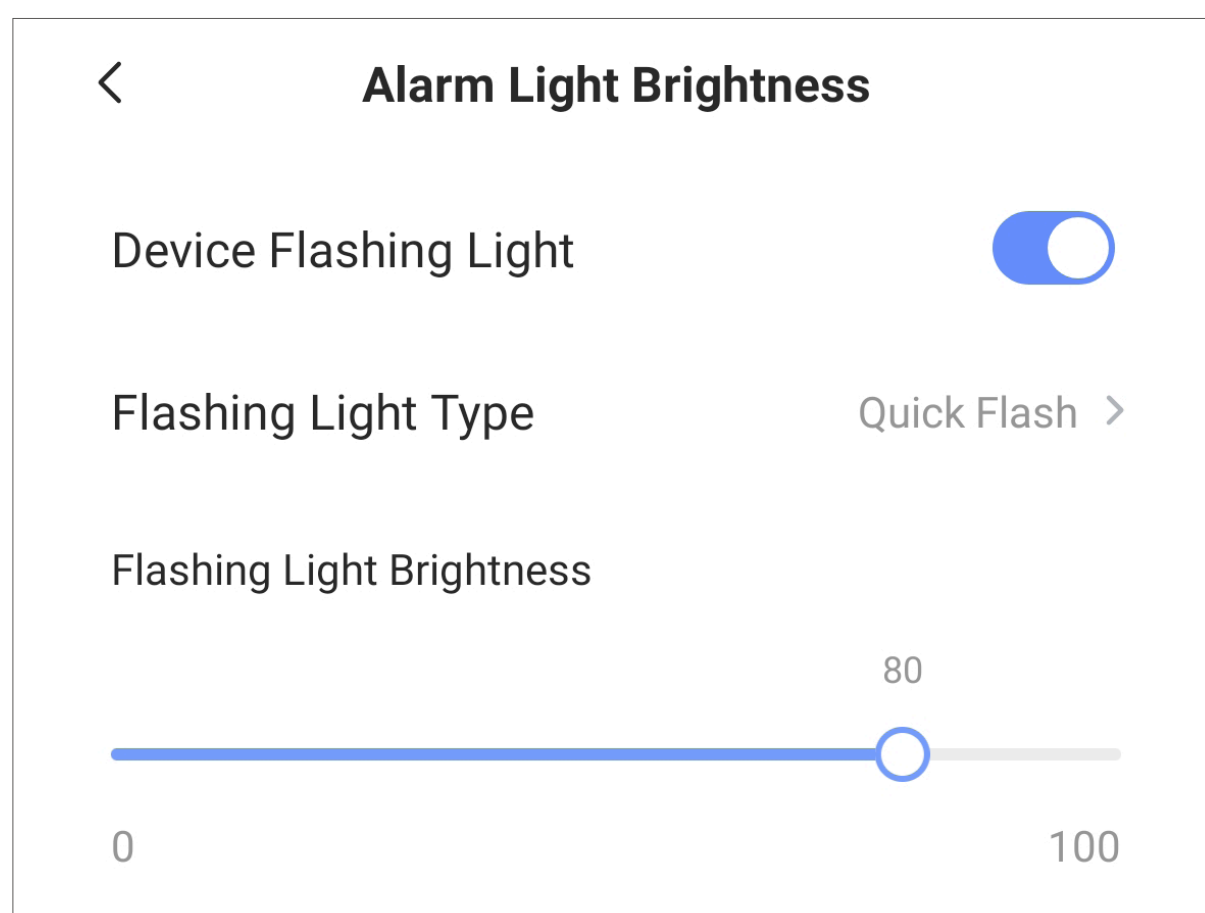 Alarm Light Brightness
Device Flashing Light
Flashing Light Type Quick Flash
Flashing Light Brightness
80
0 100